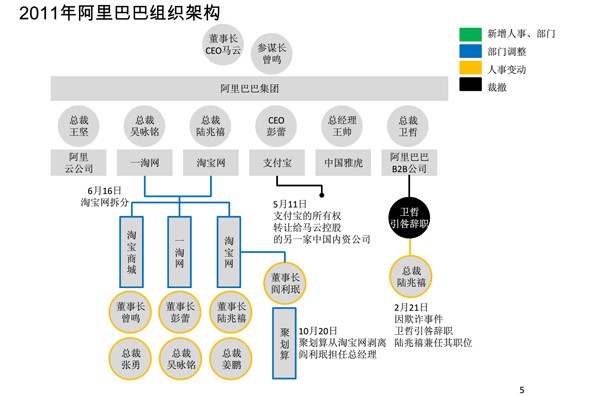 2011年阿里巴巴组织架构
董事长
CEO马云
参谋长
曾鸣
新增人事、部门
部门调整
人事变动
裁撤
阿里巴巴集团
总裁
王坚
总裁
吴咏铭
总裁
陆兆禧
CEO
彭蕾
总经理
王帅
总裁
卫哲
阿里
云公司
一淘网
淘宝网
支付宝
中国雅虎
阿里巴巴
B2B公司
6月16日
淘宝网拆分
5月11日
支付宝的所有权
转让给马云控股
的另一家中国内资公司
卫哲
引咎辞职
淘宝商城
一淘网
淘宝网
董事长
阎利珉
总裁
陆兆禧
董事长
曾鸣
董事长
彭蕾
董事长
陆兆禧
聚划算
10月20日
聚划算从淘宝网剥离
阎利珉担任总经理
2月21日
因欺诈事件
卫哲引咎辞职
陆兆禧兼任其职位
总裁
张勇
总裁
吴咏铭
总裁
姜鹏
5